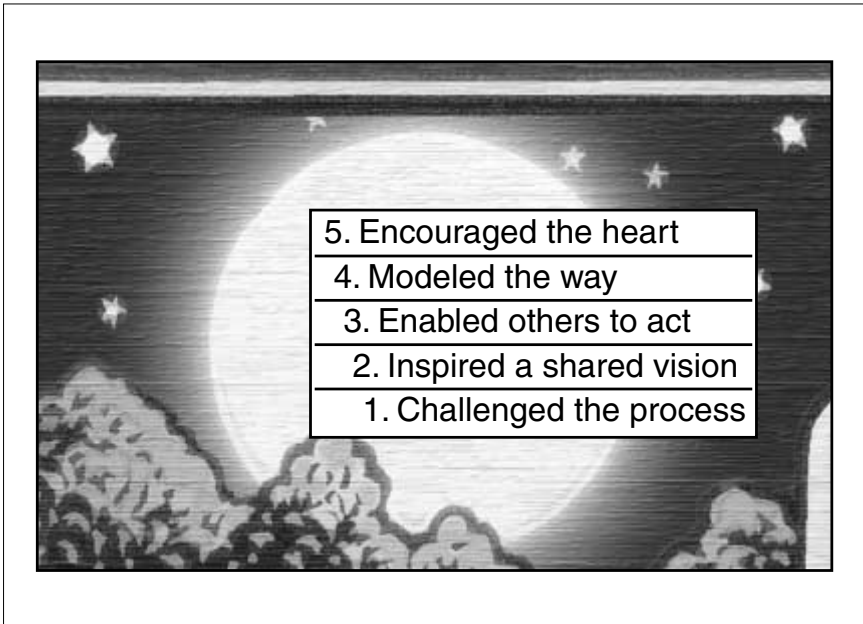 5. Encouraged the heart
4. Modeled the way
3. Enabled others to act
2. Inspired a shared vision
1. Challenged the process